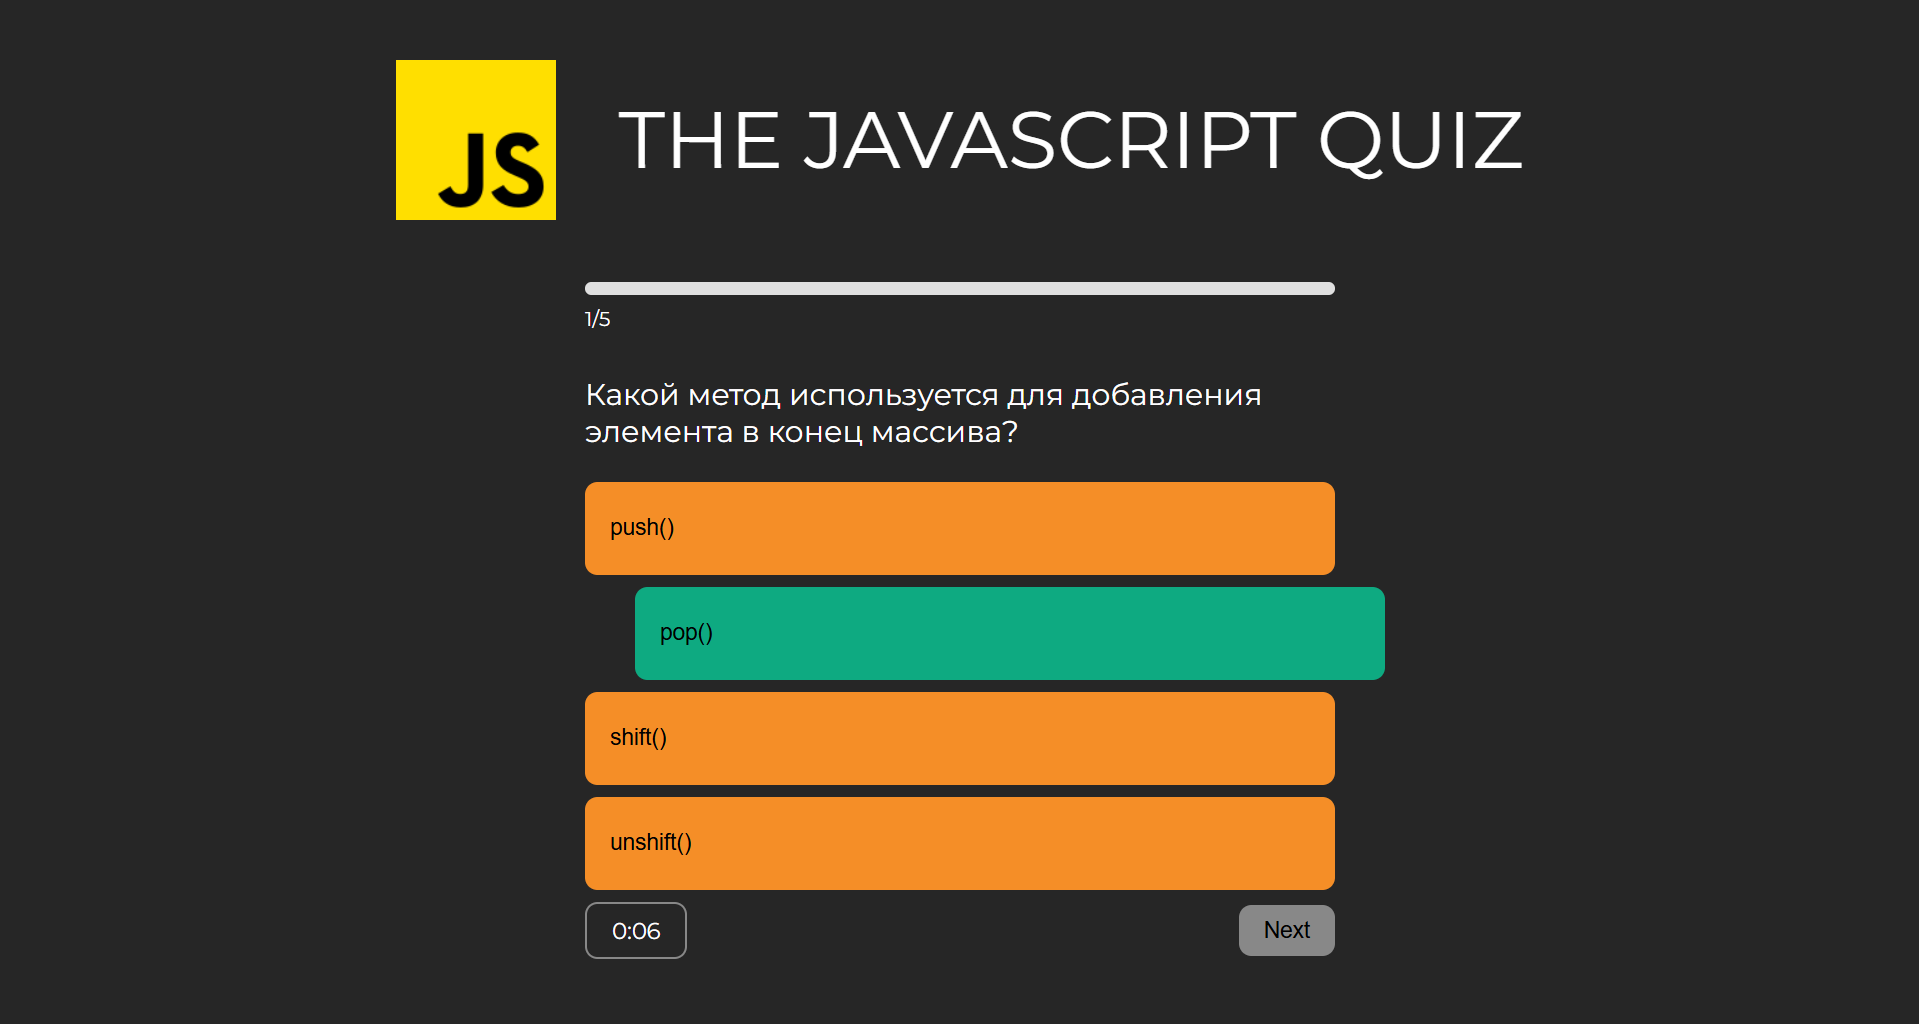 JS
THE JAVASCRIPT QUIZ
1/5
Какой метод используется для добавления
элемента в конец массива?
push()
pop()
shift()
unshift()
0:06
Next